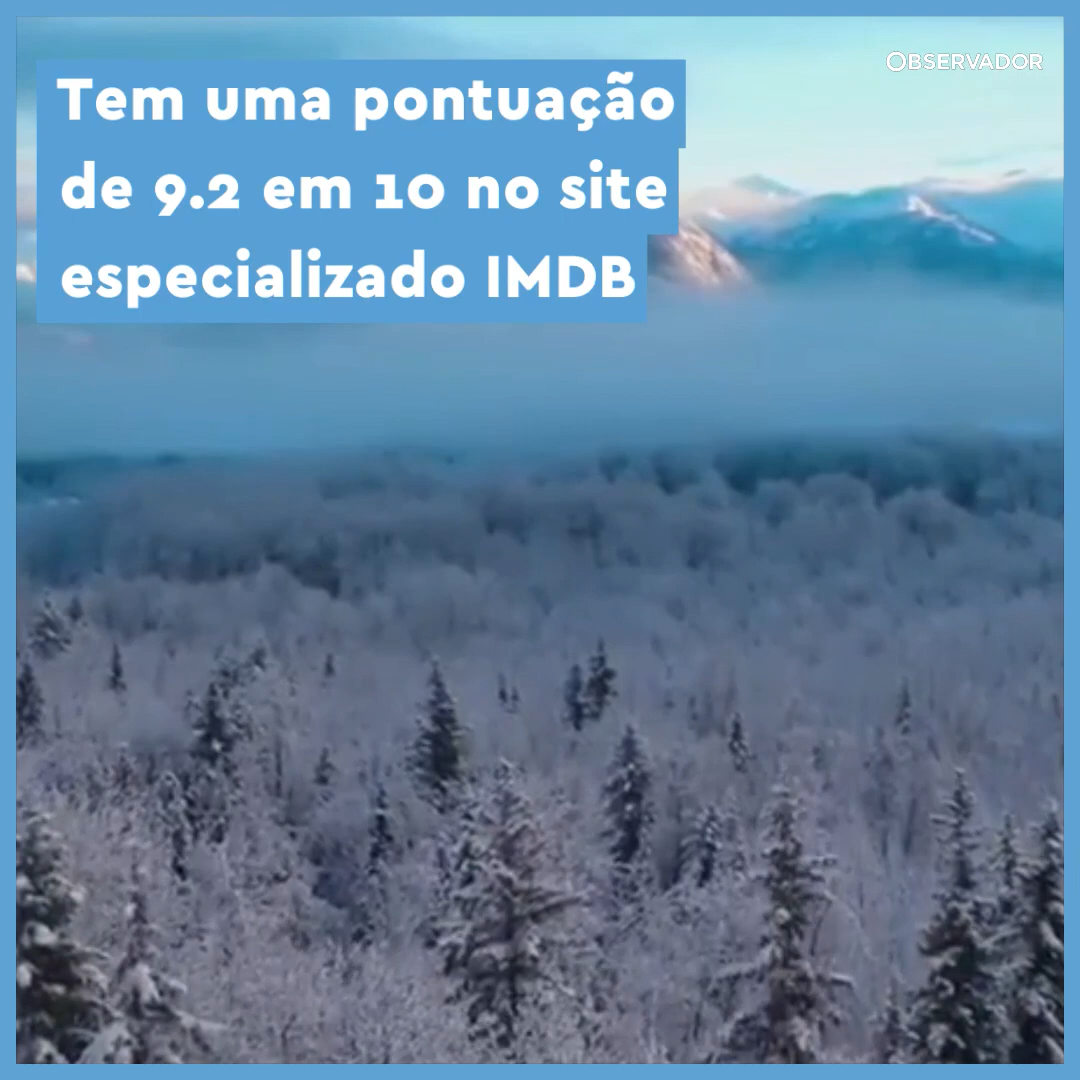 OBSERVADOR
Tem uma pontuação
de 9.2 em 10 no site
especializado IMDB